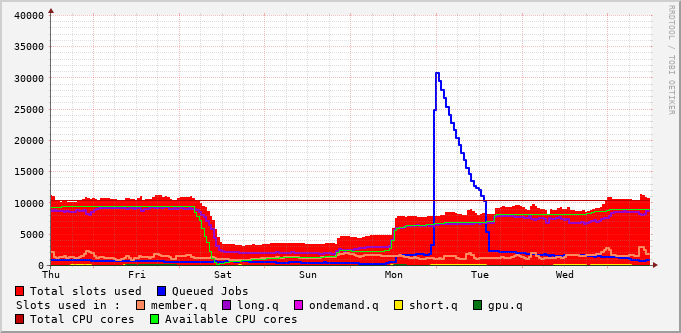 40000
35000
30000
25000
20000
15000
10000
5000
0
Thu Fri Sat Sun Mon Tue Wed
Total slots used Queued Jobs
Slots used in : member.q long.q ondemand.q short.q gpu.q
Total CPU cores Available CPU cores
RRDTOOL / TOBI OETIKER